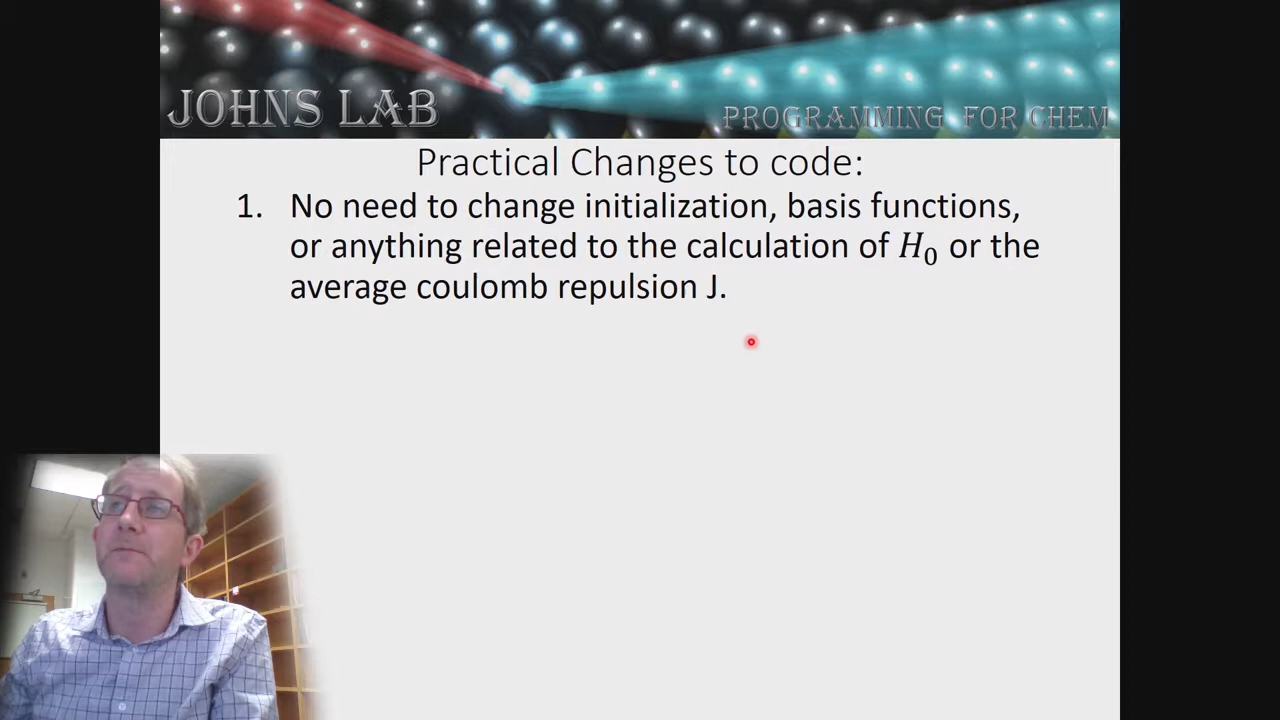 JOHNS LAB
PROGRAMMING FOR CHEM
Practical Changes to code:
1. No need to change initialization, basis functions,
or anything related to the calculation of H₀ or the
average coulomb repulsion J.